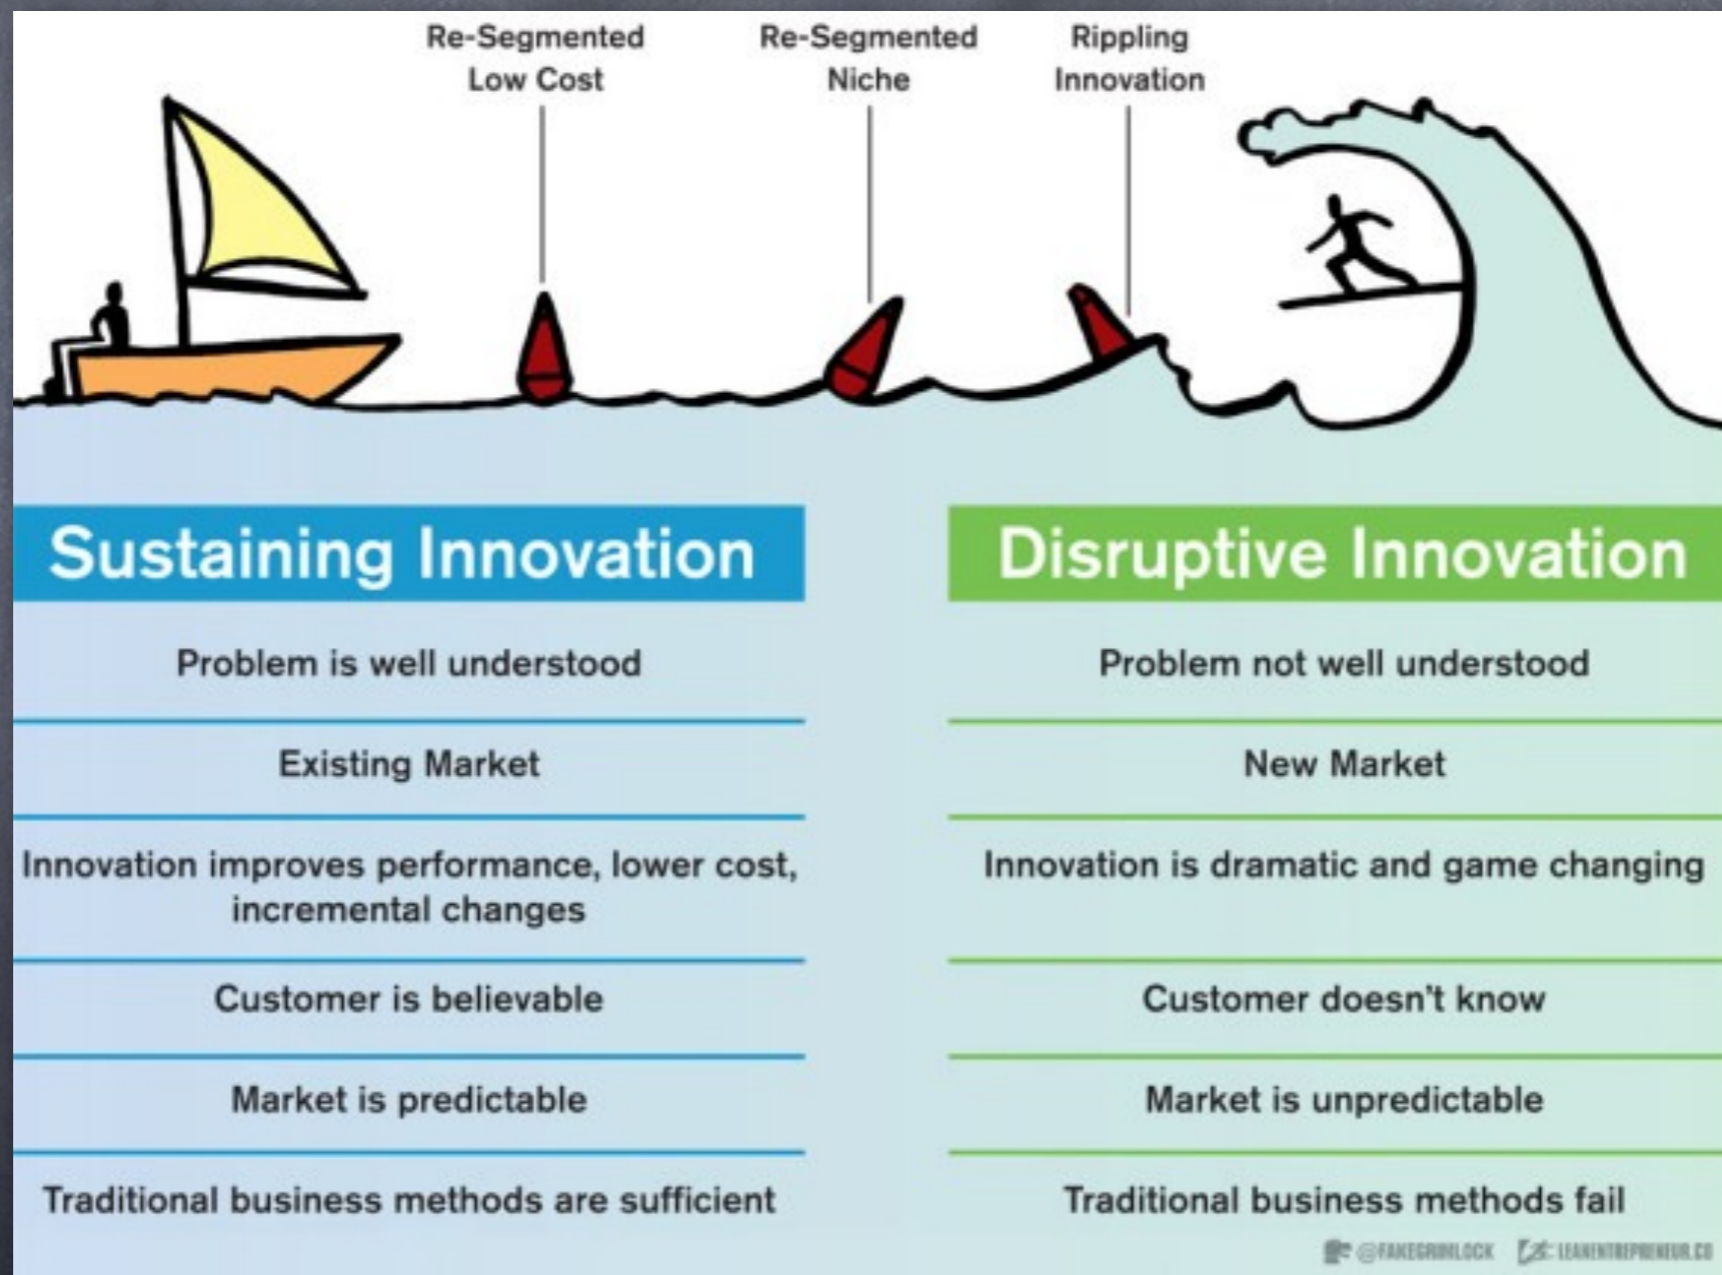 Re-Segmented
Low Cost
Re-Segmented
Niche
Rippling
Innovation
Sustaining Innovation
Problem is well understood
Existing Market
Innovation improves performance, lower cost,
incremental changes
Customer is believable
Market is predictable
Traditional business methods are sufficient
Disruptive Innovation
Problem not well understood
New Market
Innovation is dramatic and game changing
Customer doesn't know
Market is unpredictable
Traditional business methods fail
@FAKEGRIMLOCK
LEANENTREPRENEUR.CO